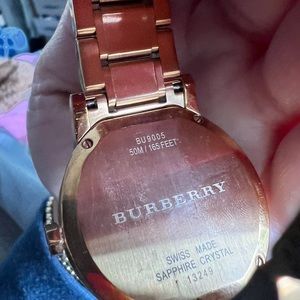 BU9005
50M / 165 FEET
BURBERRY
SWISS MADE
SAPPHIRE CRYSTAL
13249